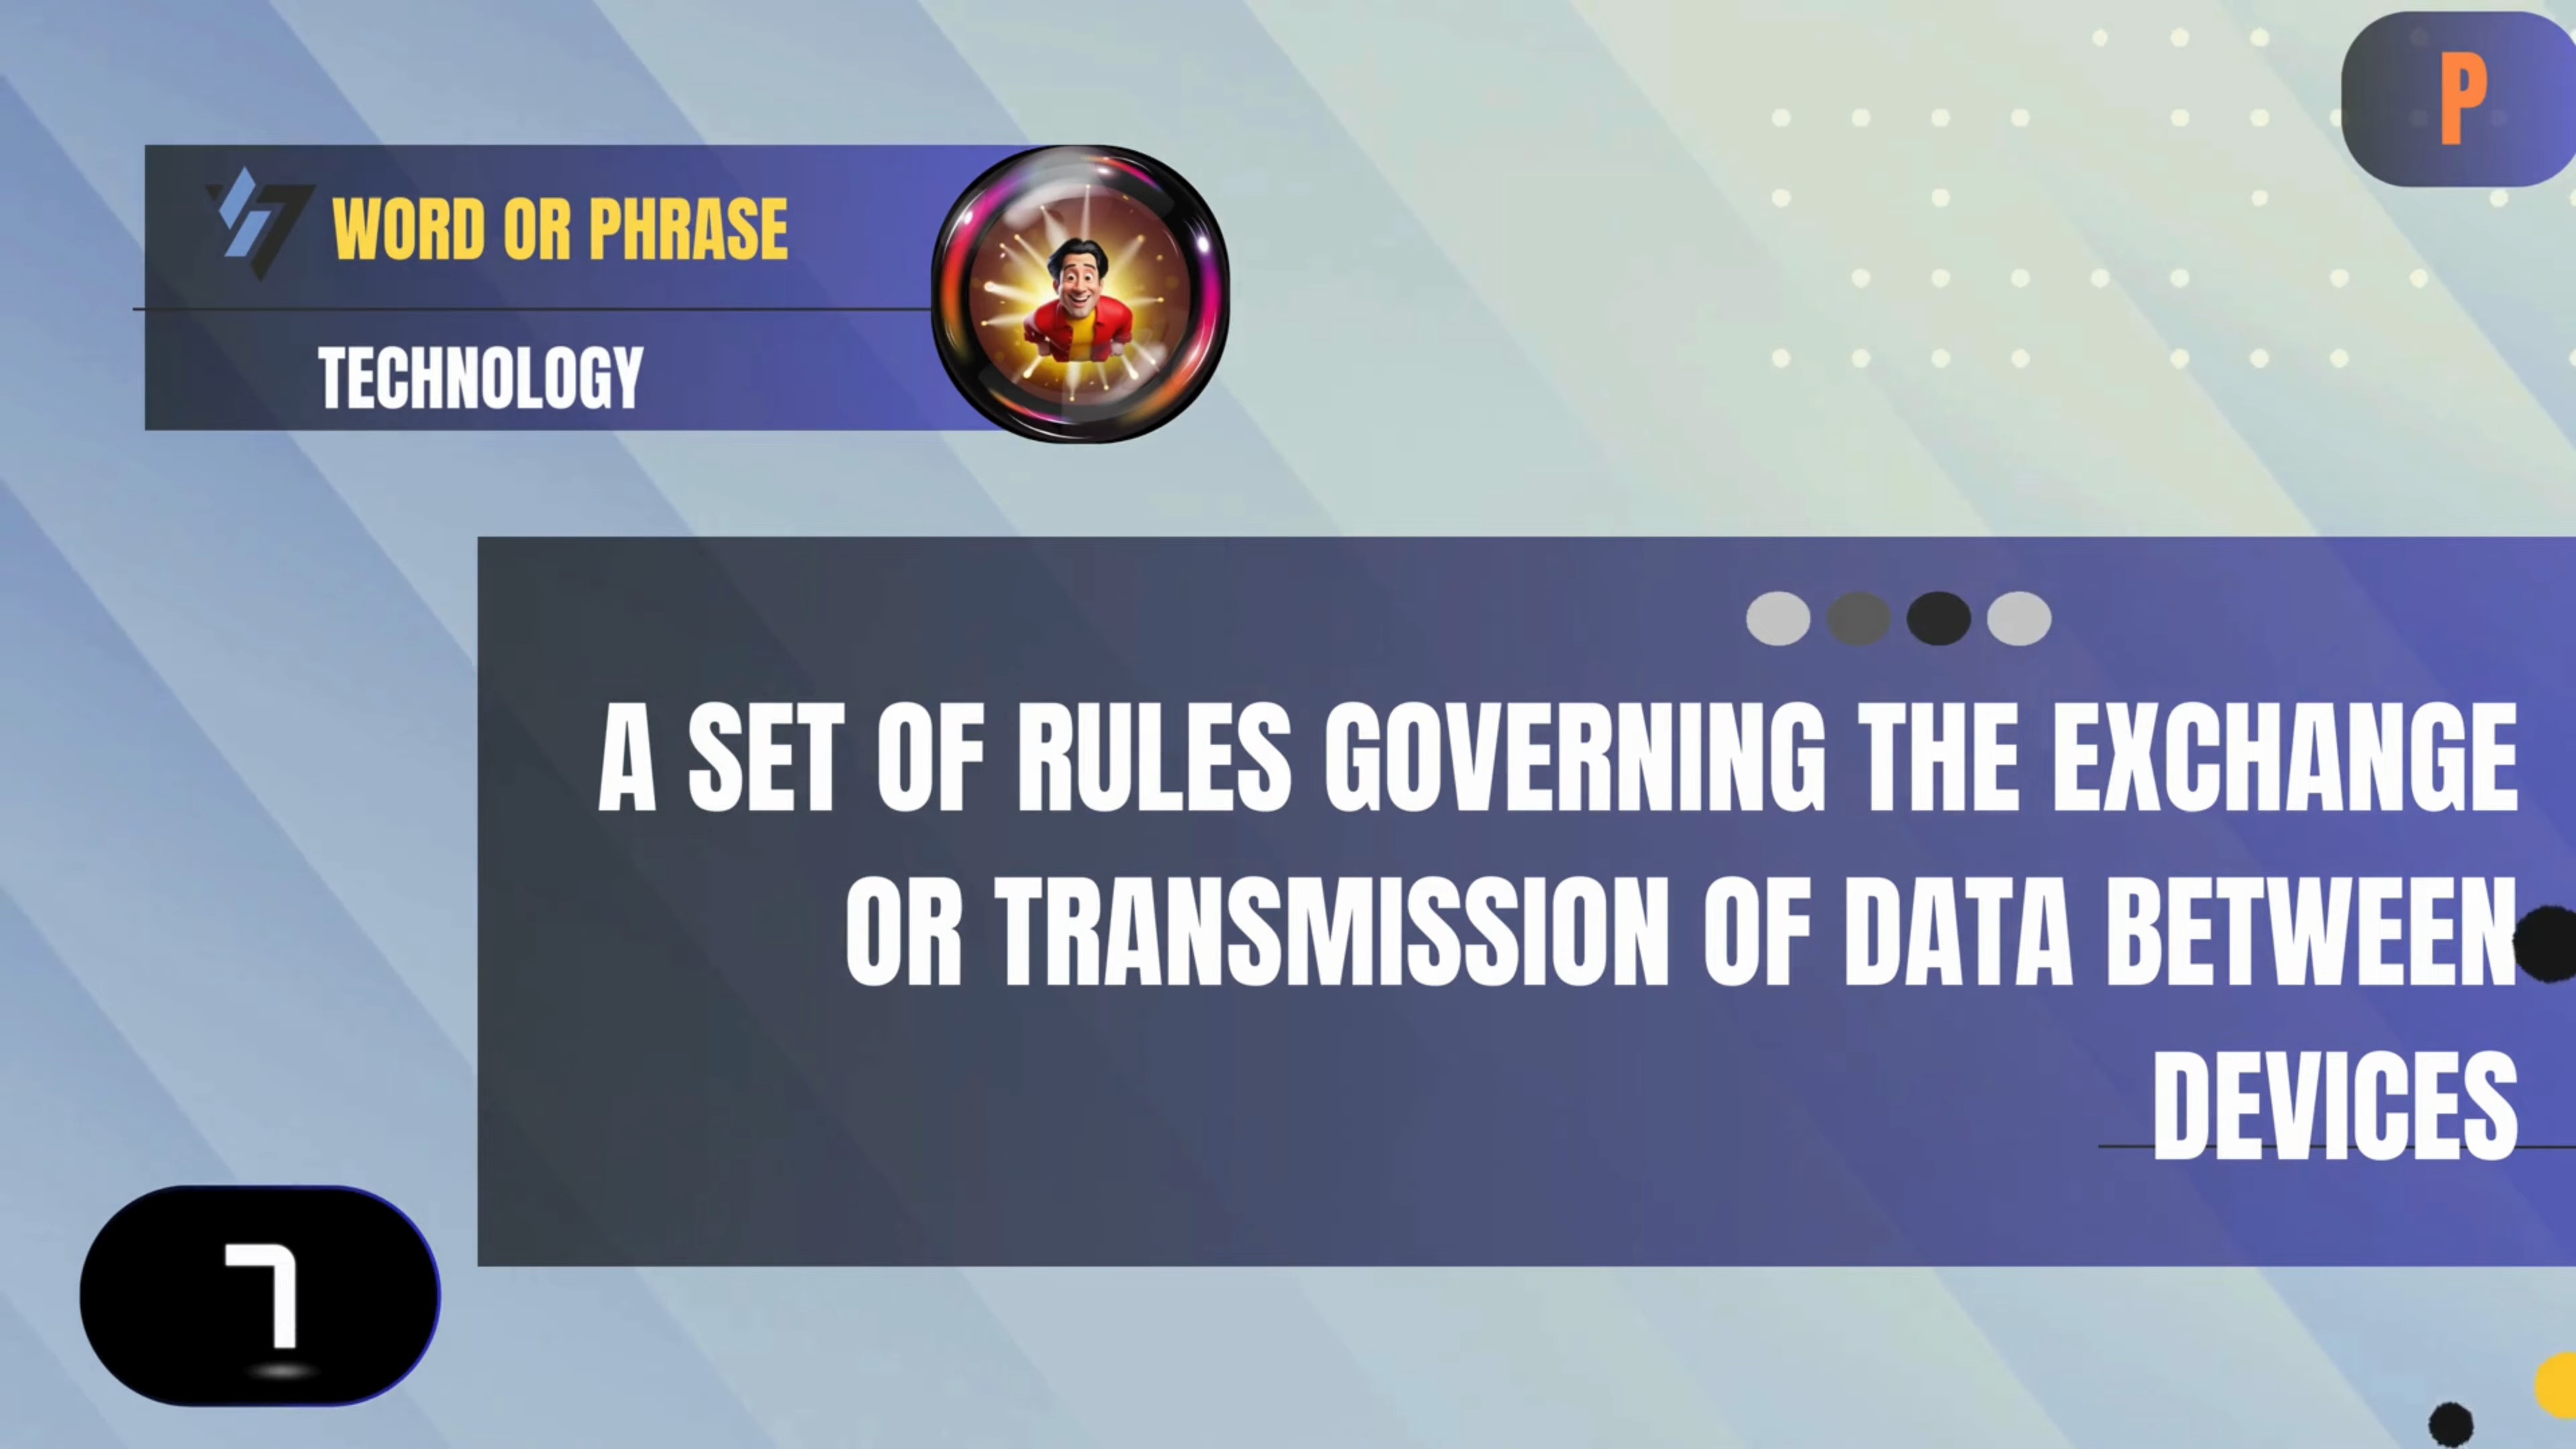 P
WORD OR PHRASE
TECHNOLOGY
A SET OF RULES GOVERNING THE EXCHANGE
OR TRANSMISSION OF DATA BETWEEN
DEVICES
7